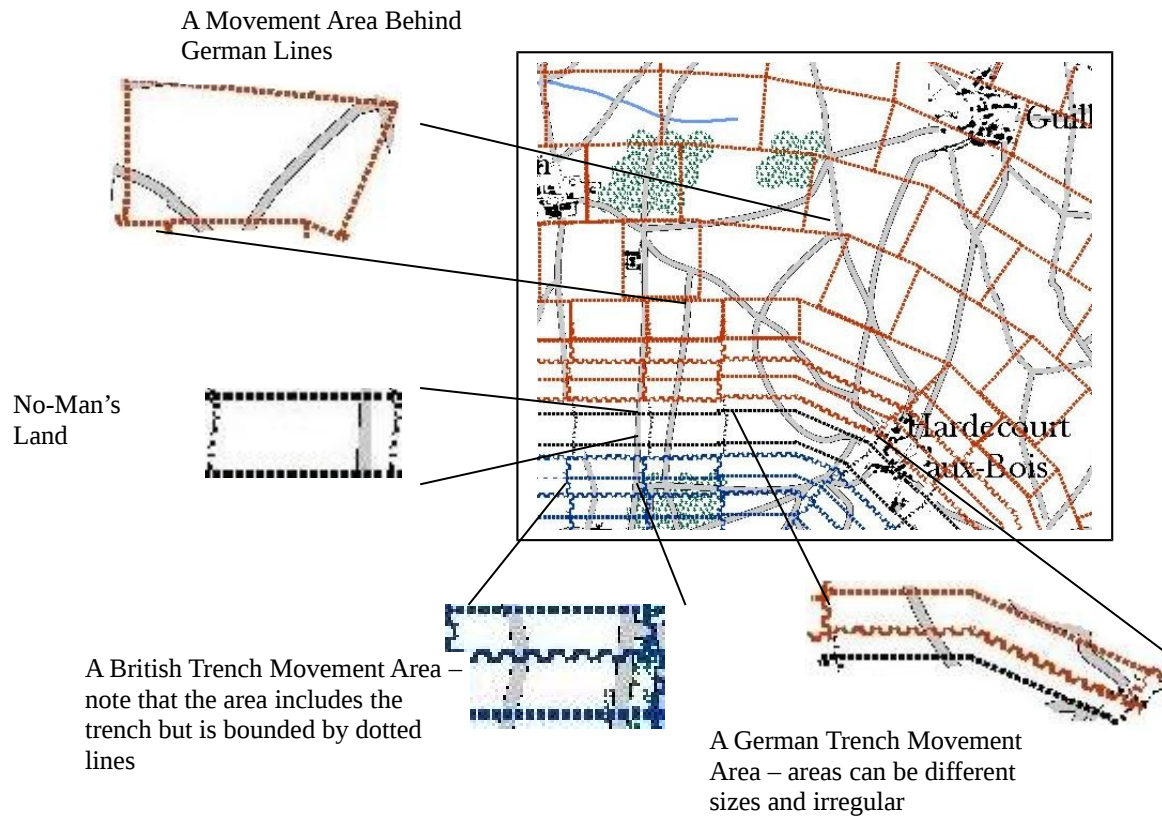 A Movement Area Behind
German Lines
Guill
n
No-Man’s
Land
Hardecourt
aux-Bois
A British Trench Movement Area –
note that the area includes the
trench but is bounded by dotted
lines
A German Trench Movement
Area – areas can be different
sizes and irregular